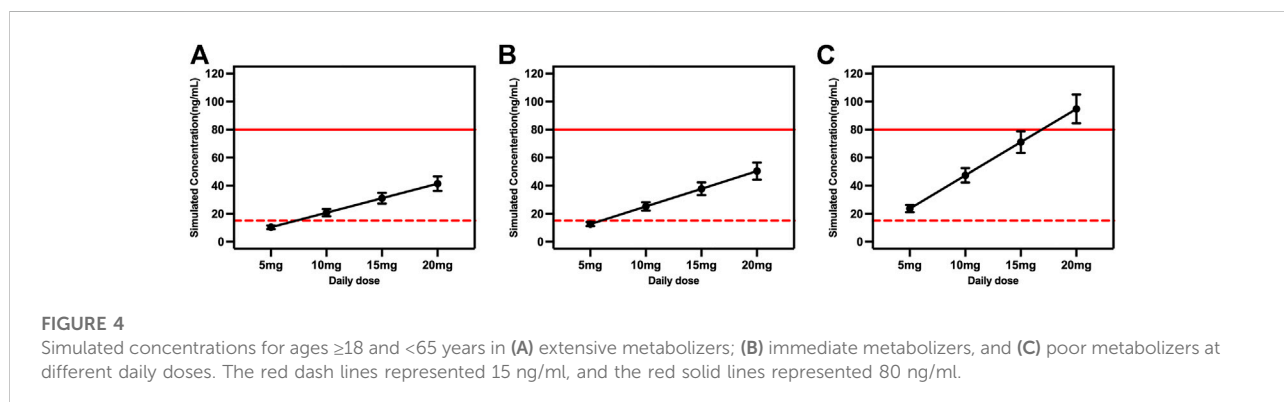 A
B
C
Simulated Concentration(ng/mL)
120
100
80
60
40
20
0
5mg 10mg 15mg 20mg
Daily dose
Simulated Concentertion(ng/mL)
120
100
80
60
40
20
0
5mg 10mg 15mg 20mg
Daily dose
Simulated Concentration(ng/mL)
120
100
80
60
40
20
0
5mg 10mg 15mg 20mg
Daily dose
FIGURE 4
Simulated concentrations for ages ≥18 and <65 years in (A) extensive metabolizers; (B) immediate metabolizers, and (C) poor metabolizers at
different daily doses. The red dash lines represented 15 ng/ml, and the red solid lines represented 80 ng/ml.